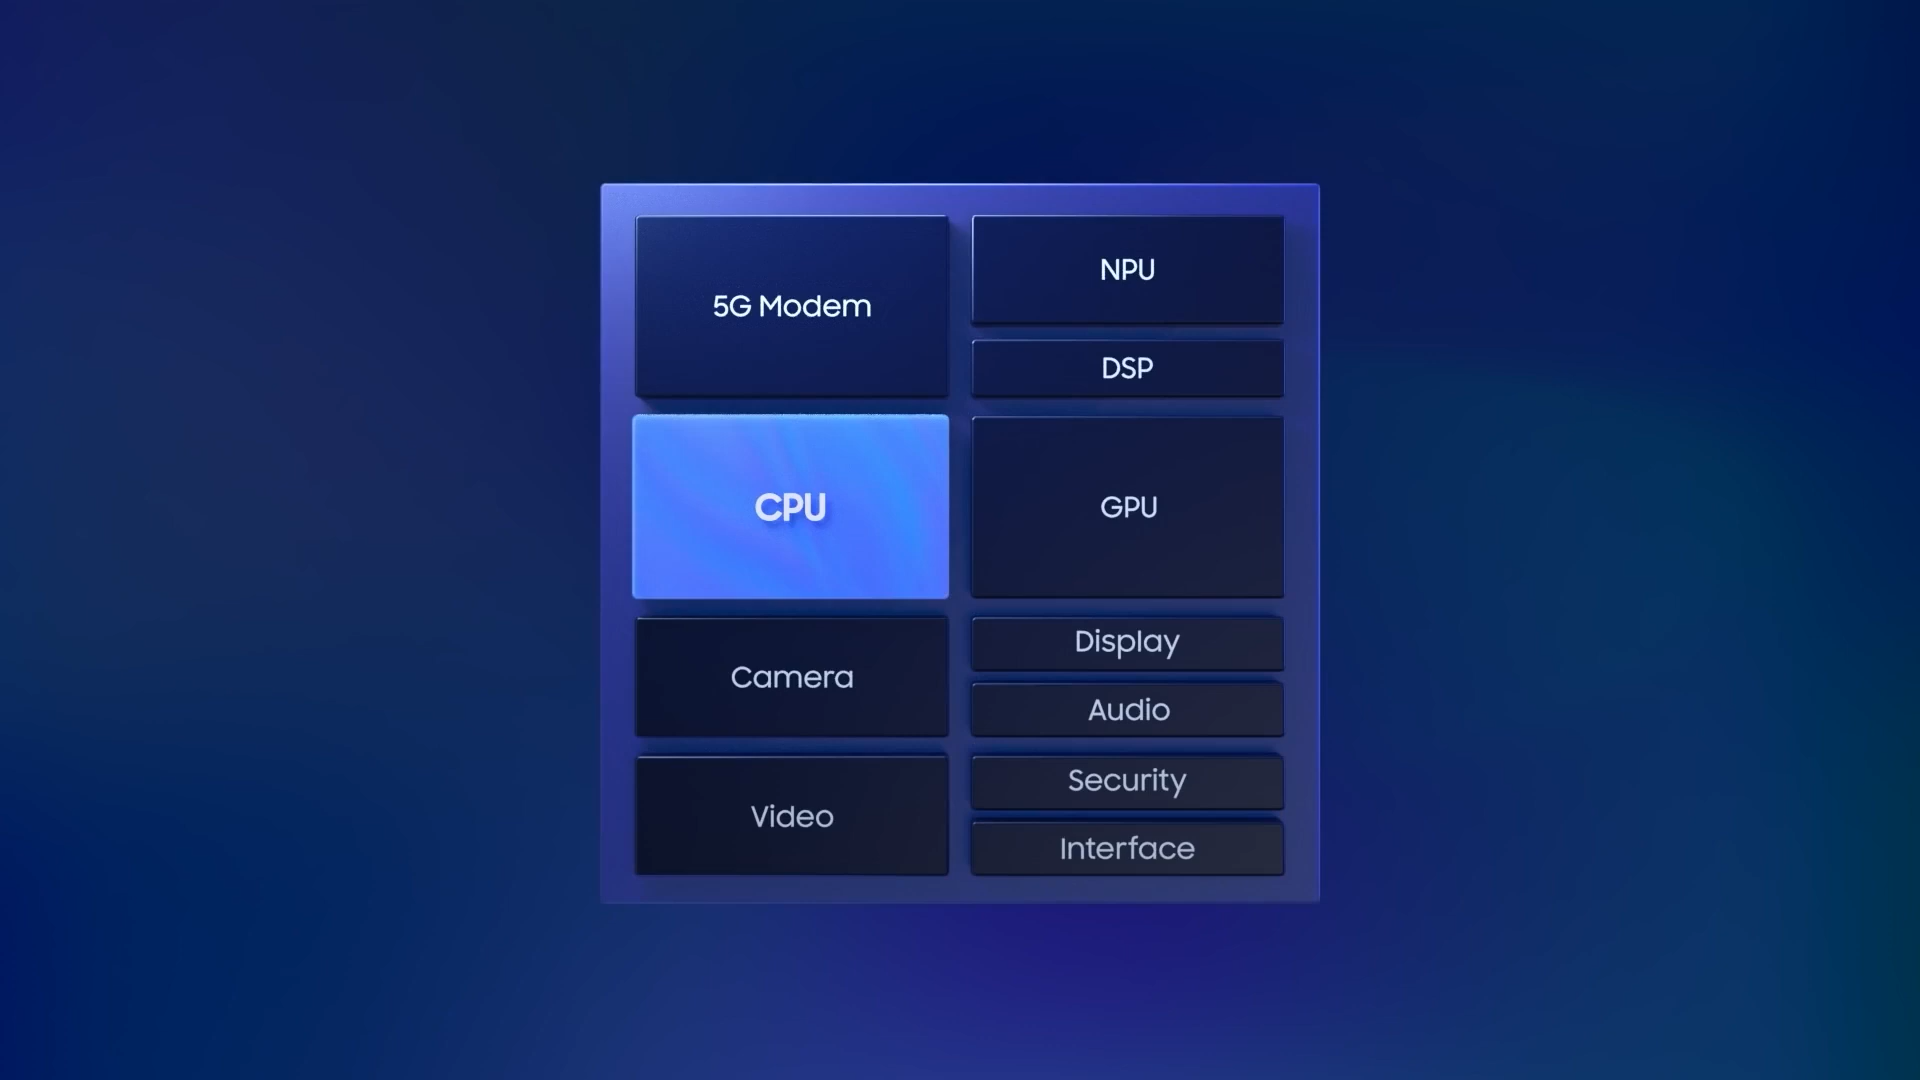 5G Modem
NPU
DSP
CPU
GPU
Camera
Display
Audio
Video
Security
Interface